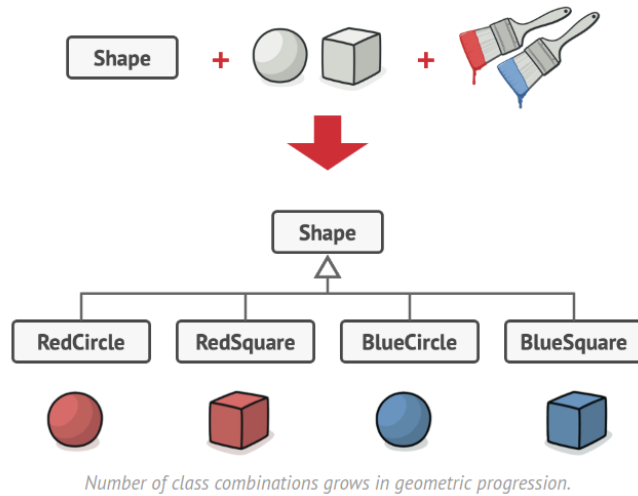 Shape + +
Shape
RedCircle RedSquare BlueCircle BlueSquare
Number of class combinations grows in geometric progression.